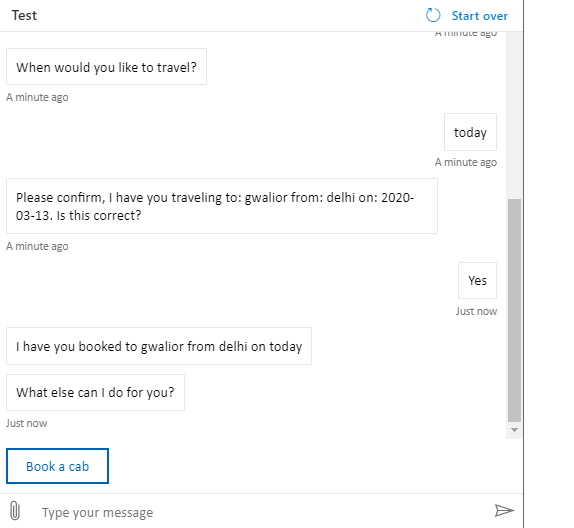 Test
Start over
A minute ago
When would you like to travel?
A minute ago
today
A minute ago
Please confirm, I have you traveling to: gwalior from: delhi on: 2020-
03-13. Is this correct?
A minute ago
Yes
Just now
I have you booked to gwalior from delhi on today
What else can I do for you?
Just now
Book a cab
Type your message